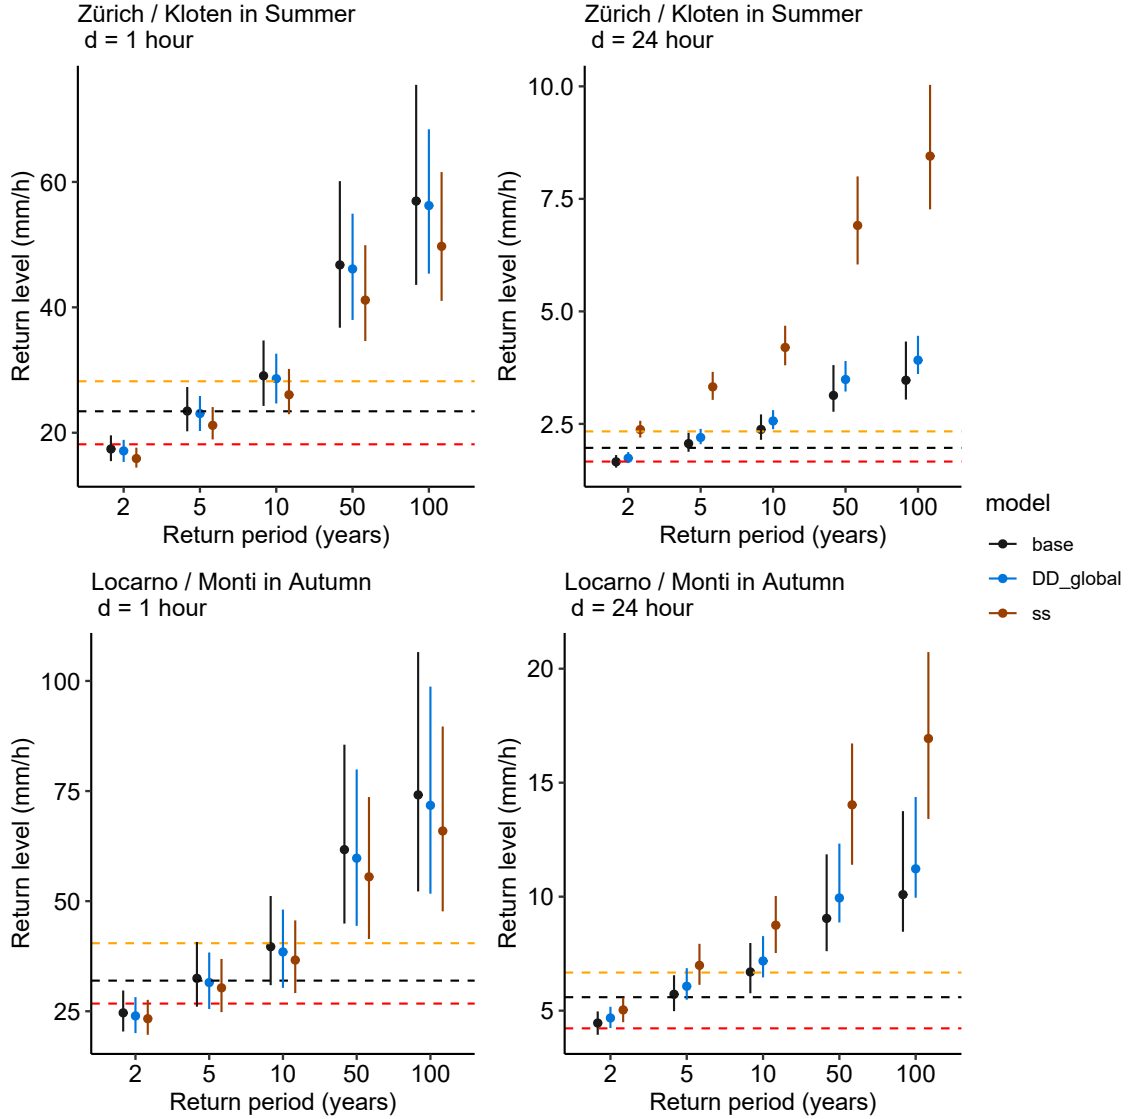 Zürich / Kloten in Summer
d = 1 hour
Return level (mm/h)
60
40
20
2 5 10 50 100
Return period (years)
Zürich / Kloten in Summer
d = 24 hour
Return level (mm/h)
10.0
7.5
5.0
2.5
2 5 10 50 100
Return period (years)
model
base
DD_global
ss
Locarno / Monti in Autumn
d = 1 hour
Return level (mm/h)
100
75
50
25
2 5 10 50 100
Return period (years)
Locarno / Monti in Autumn
d = 24 hour
Return level (mm/h)
20
15
10
5
2 5 10 50 100
Return period (years)